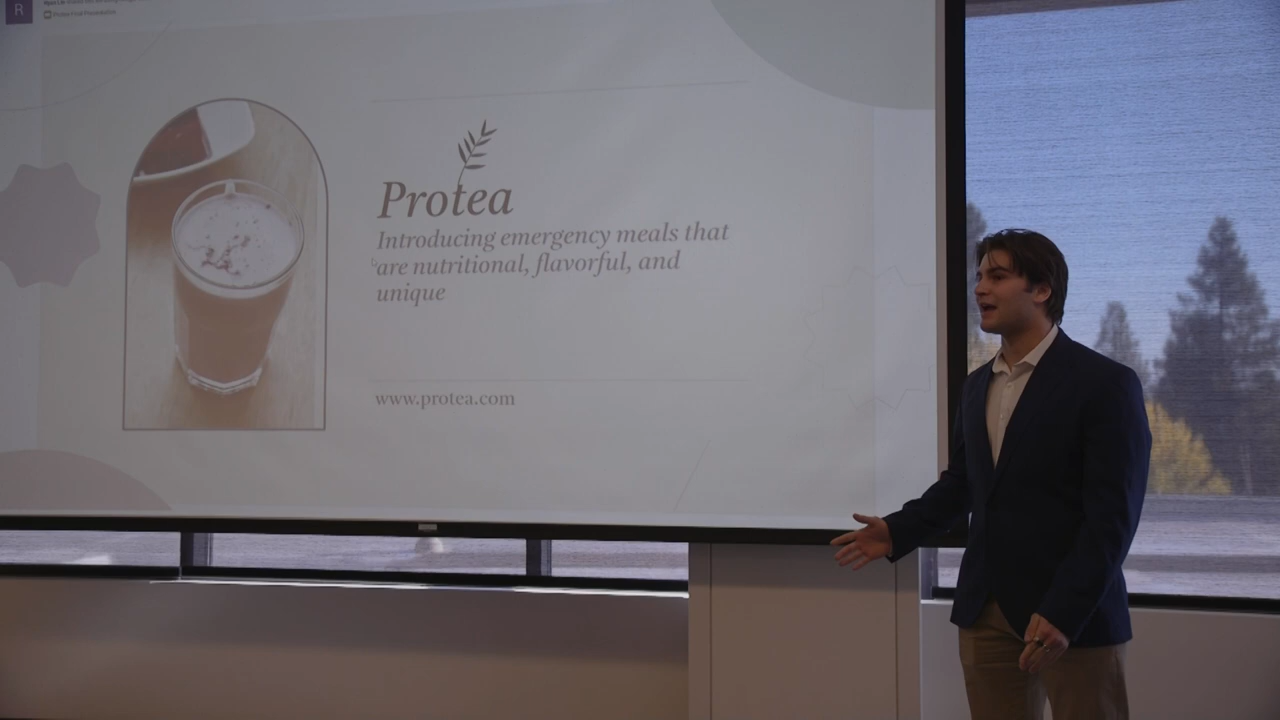 R
Protea
Introducing emergency meals that
are nutritional, flavorful, and
unique
www.protea.com